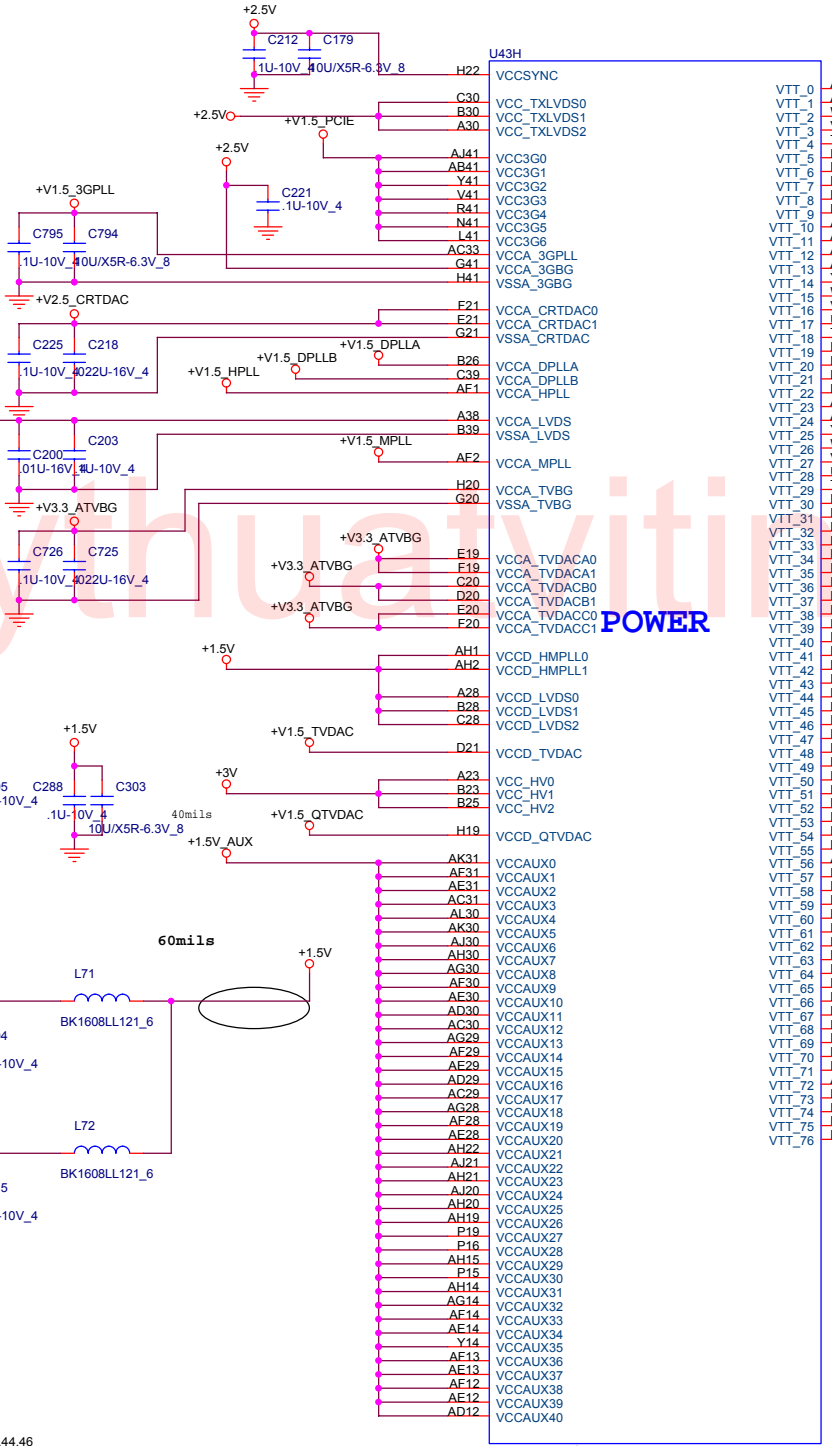 +2.5V
C212 C179
.1U-10V_4 10U/X5R-6.3V_8
U43H
H22 VCCSYNC
+2.5V
C30 VCC_TXLVDS0
B30 VCC_TXLVDS1
A30 VCC_TXLVDS2
+V1.5_PCIE
+2.5V
AJ41 VCC3G0
AB41 VCC3G1
Y41 VCC3G2
V41 VCC3G3
R41 VCC3G4
N41 VCC3G5
L41 VCC3G6
C221
.1U-10V_4
+V1.5_3GPLL
C795 C794
.1U-10V_4 10U/X5R-6.3V_8
AC33 VCCA_3GPLL
G41 VCCA_3GBG
H41 VSSA_3GBG
+V2.5_CRTDAC
F21 VCCA_CRTDAC0
E21 VCCA_CRTDAC1
G21 VSSA_CRTDAC
C225 C218
.1U-10V_4 .022U-16V_4
+V1.5_DPLLA
+V1.5_DPLLB
+V1.5_HPLL
B26 VCCA_DPLLA
C39 VCCA_DPLLB
AF1 VCCA_HPLL
A38 VCCA_LVDS
B39 VSSA_LVDS
C200 C203
.01U-16V_4 .1U-10V_4
+V1.5_MPLL
AF2 VCCA_MPLL
H20 VCCA_TVBG
G20 VSSA_TVBG
+V3.3_ATVBG
C726 C725
.1U-10V_4 .022U-16V_4
+V3.3_ATVBG
+V3.3_ATVBG
+V3.3_ATVBG
E19 VCCA_TVDACA0
F19 VCCA_TVDACA1
C20 VCCA_TVDACB0
D20 VCCA_TVDACB1
E20 VCCA_TVDACC0
F20 VCCA_TVDACC1
POWER
+1.5V
AH1 VCCD_HMPLL0
AH2 VCCD_HMPLL1
A28 VCCD_LVDS0
B28 VCCD_LVDS1
C28 VCCD_LVDS2
+V1.5_TVDAC
D21 VCCD_TVDAC
+1.5V
C288 C303
.1U-10V_4
10U/X5R-6.3V_8
+3V
A23 VCC_HV0
B23 VCC_HV1
B25 VCC_HV2
40mils
+V1.5_QTVDAC
H19 VCCD_QTVDAC
+1.5V_AUX
AK31 VCCAUX0
AF31 VCCAUX1
AE31 VCCAUX2
AC31 VCCAUX3
AL30 VCCAUX4
AK30 VCCAUX5
AJ30 VCCAUX6
AH30 VCCAUX7
AG30 VCCAUX8
AF30 VCCAUX9
AE30 VCCAUX10
AD30 VCCAUX11
AC30 VCCAUX12
AG29 VCCAUX13
AF29 VCCAUX14
AE29 VCCAUX15
AD29 VCCAUX16
AC29 VCCAUX17
AG28 VCCAUX18
AF28 VCCAUX19
AE28 VCCAUX20
AH22 VCCAUX21
AJ21 VCCAUX22
AH21 VCCAUX23
AJ20 VCCAUX24
AH20 VCCAUX25
AH19 VCCAUX26
P19 VCCAUX27
P16 VCCAUX28
AH15 VCCAUX29
P15 VCCAUX30
AH14 VCCAUX31
AG14 VCCAUX32
AF14 VCCAUX33
AE14 VCCAUX34
Y14 VCCAUX35
AF13 VCCAUX36
AE13 VCCAUX37
AF12 VCCAUX38
AE12 VCCAUX39
AD12 VCCAUX40
60mils
+1.5V
L71
BK1608LL121_6
L72
BK1608LL121_6
VTT_0
VTT_1
VTT_2
VTT_3
VTT_4
VTT_5
VTT_6
VTT_7
VTT_8
VTT_9
VTT_10
VTT_11
VTT_12
VTT_13
VTT_14
VTT_15
VTT_16
VTT_17
VTT_18
VTT_19
VTT_20
VTT_21
VTT_22
VTT_23
VTT_24
VTT_25
VTT_26
VTT_27
VTT_28
VTT_29
VTT_30
VTT_31
VTT_32
VTT_33
VTT_34
VTT_35
VTT_36
VTT_37
VTT_38
VTT_39
VTT_40
VTT_41
VTT_42
VTT_43
VTT_44
VTT_45
VTT_46
VTT_47
VTT_48
VTT_49
VTT_50
VTT_51
VTT_52
VTT_53
VTT_54
VTT_55
VTT_56
VTT_57
VTT_58
VTT_59
VTT_60
VTT_61
VTT_62
VTT_63
VTT_64
VTT_65
VTT_66
VTT_67
VTT_68
VTT_69
VTT_70
VTT_71
VTT_72
VTT_73
VTT_74
VTT_75
VTT_76
44.46